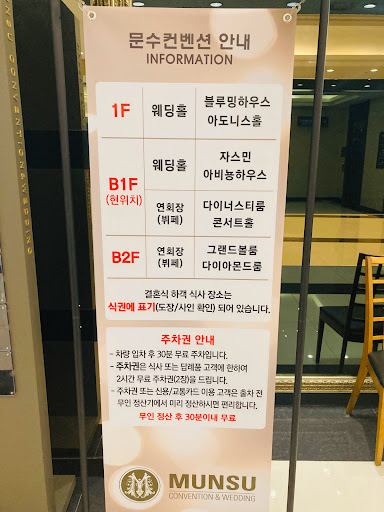 문수컨벤션 안내
INFORMATION
1F 웨딩홀 블루밍하우스
아도니스홀
B1F
(현위치)
웨딩홀 자스민
아비뇽하우스
연회장
(뷔페)
다이너스티룸
콘서트홀
B2F 연회장
(뷔페)
그랜드볼룸
다이아몬드룸
결혼식 하객 식사 장소는
식권에 표기(도장/사인 확인) 되어 있습니다.
주차권 안내
- 차량 입차 후 30분 무료 주차입니다.
- 주차권은 식사 또는 답례품 고객에 한하여
2시간 무료 주차권(2장)을 드립니다.
- 주차권 또는 신용/교통카드 이용 고객은 출차 전
무인 정산기에서 미리 정산하시면 편리합니다.
무인 정산 후 30분이내 무료
MUNSU
CONVENTION & WEDDING